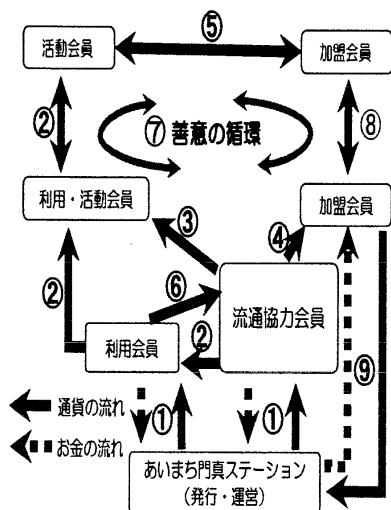 ⑤
活動会員
加盟会員
②
⑧
⑦ 善意の循環
利用・活動会員
加盟会員
③
④
②
⑥
流通協力会員
②
利用会員
⑨
通貨の流れ
①
①
お金の流れ
あいまち門真ステーション
(発行・運営)